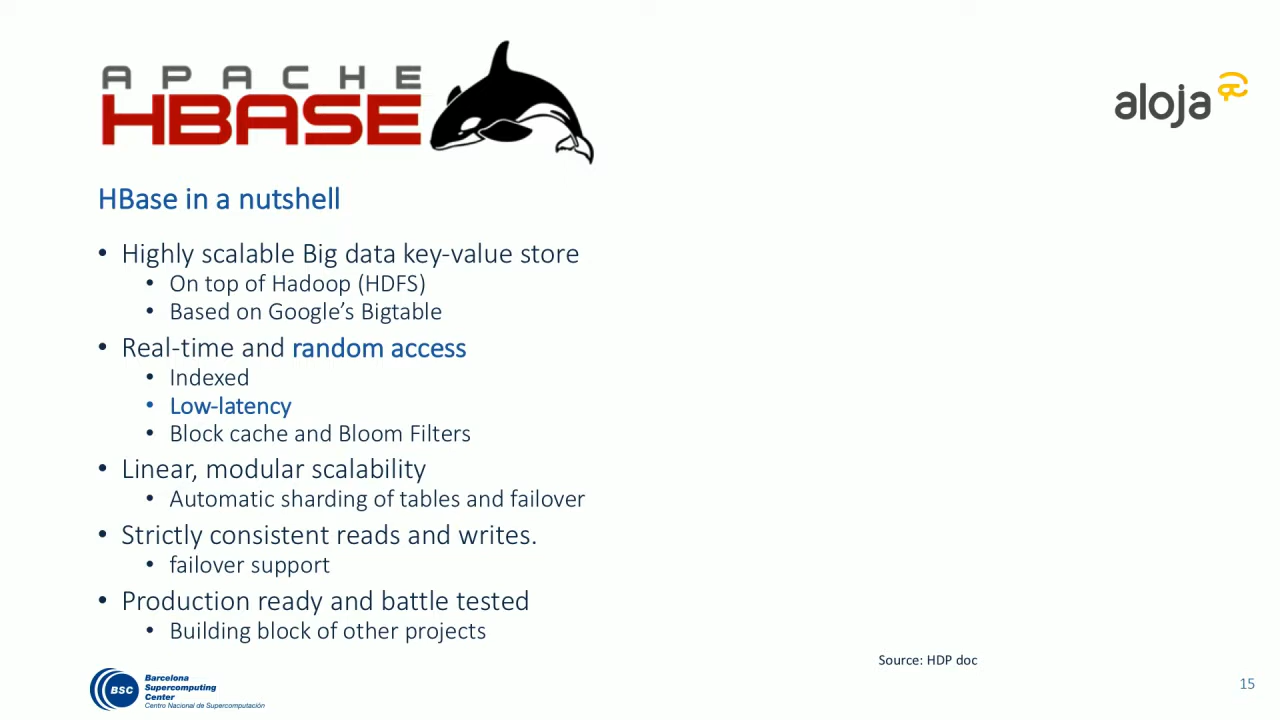 APACHE
HBASE
aloja
HBase in a nutshell
• Highly scalable Big data key-value store
• On top of Hadoop (HDFS)
• Based on Google’s Bigtable
• Real-time and random access
• Indexed
• Low-latency
• Block cache and Bloom Filters
• Linear, modular scalability
• Automatic sharding of tables and failover
• Strictly consistent reads and writes.
• failover support
• Production ready and battle tested
• Building block of other projects
Source: HDP doc
BSC
Barcelona
Supercomputing
Center
Centro Nacional de Supercomputación
15